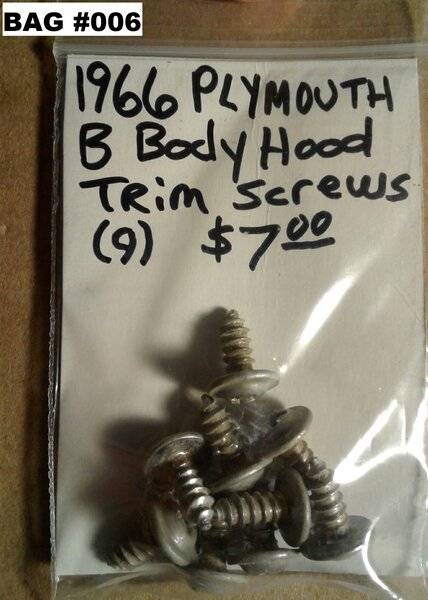 BAG #006
1966 PLYMOUTH
B Body Hood
TRim Screws
(9) $7.00